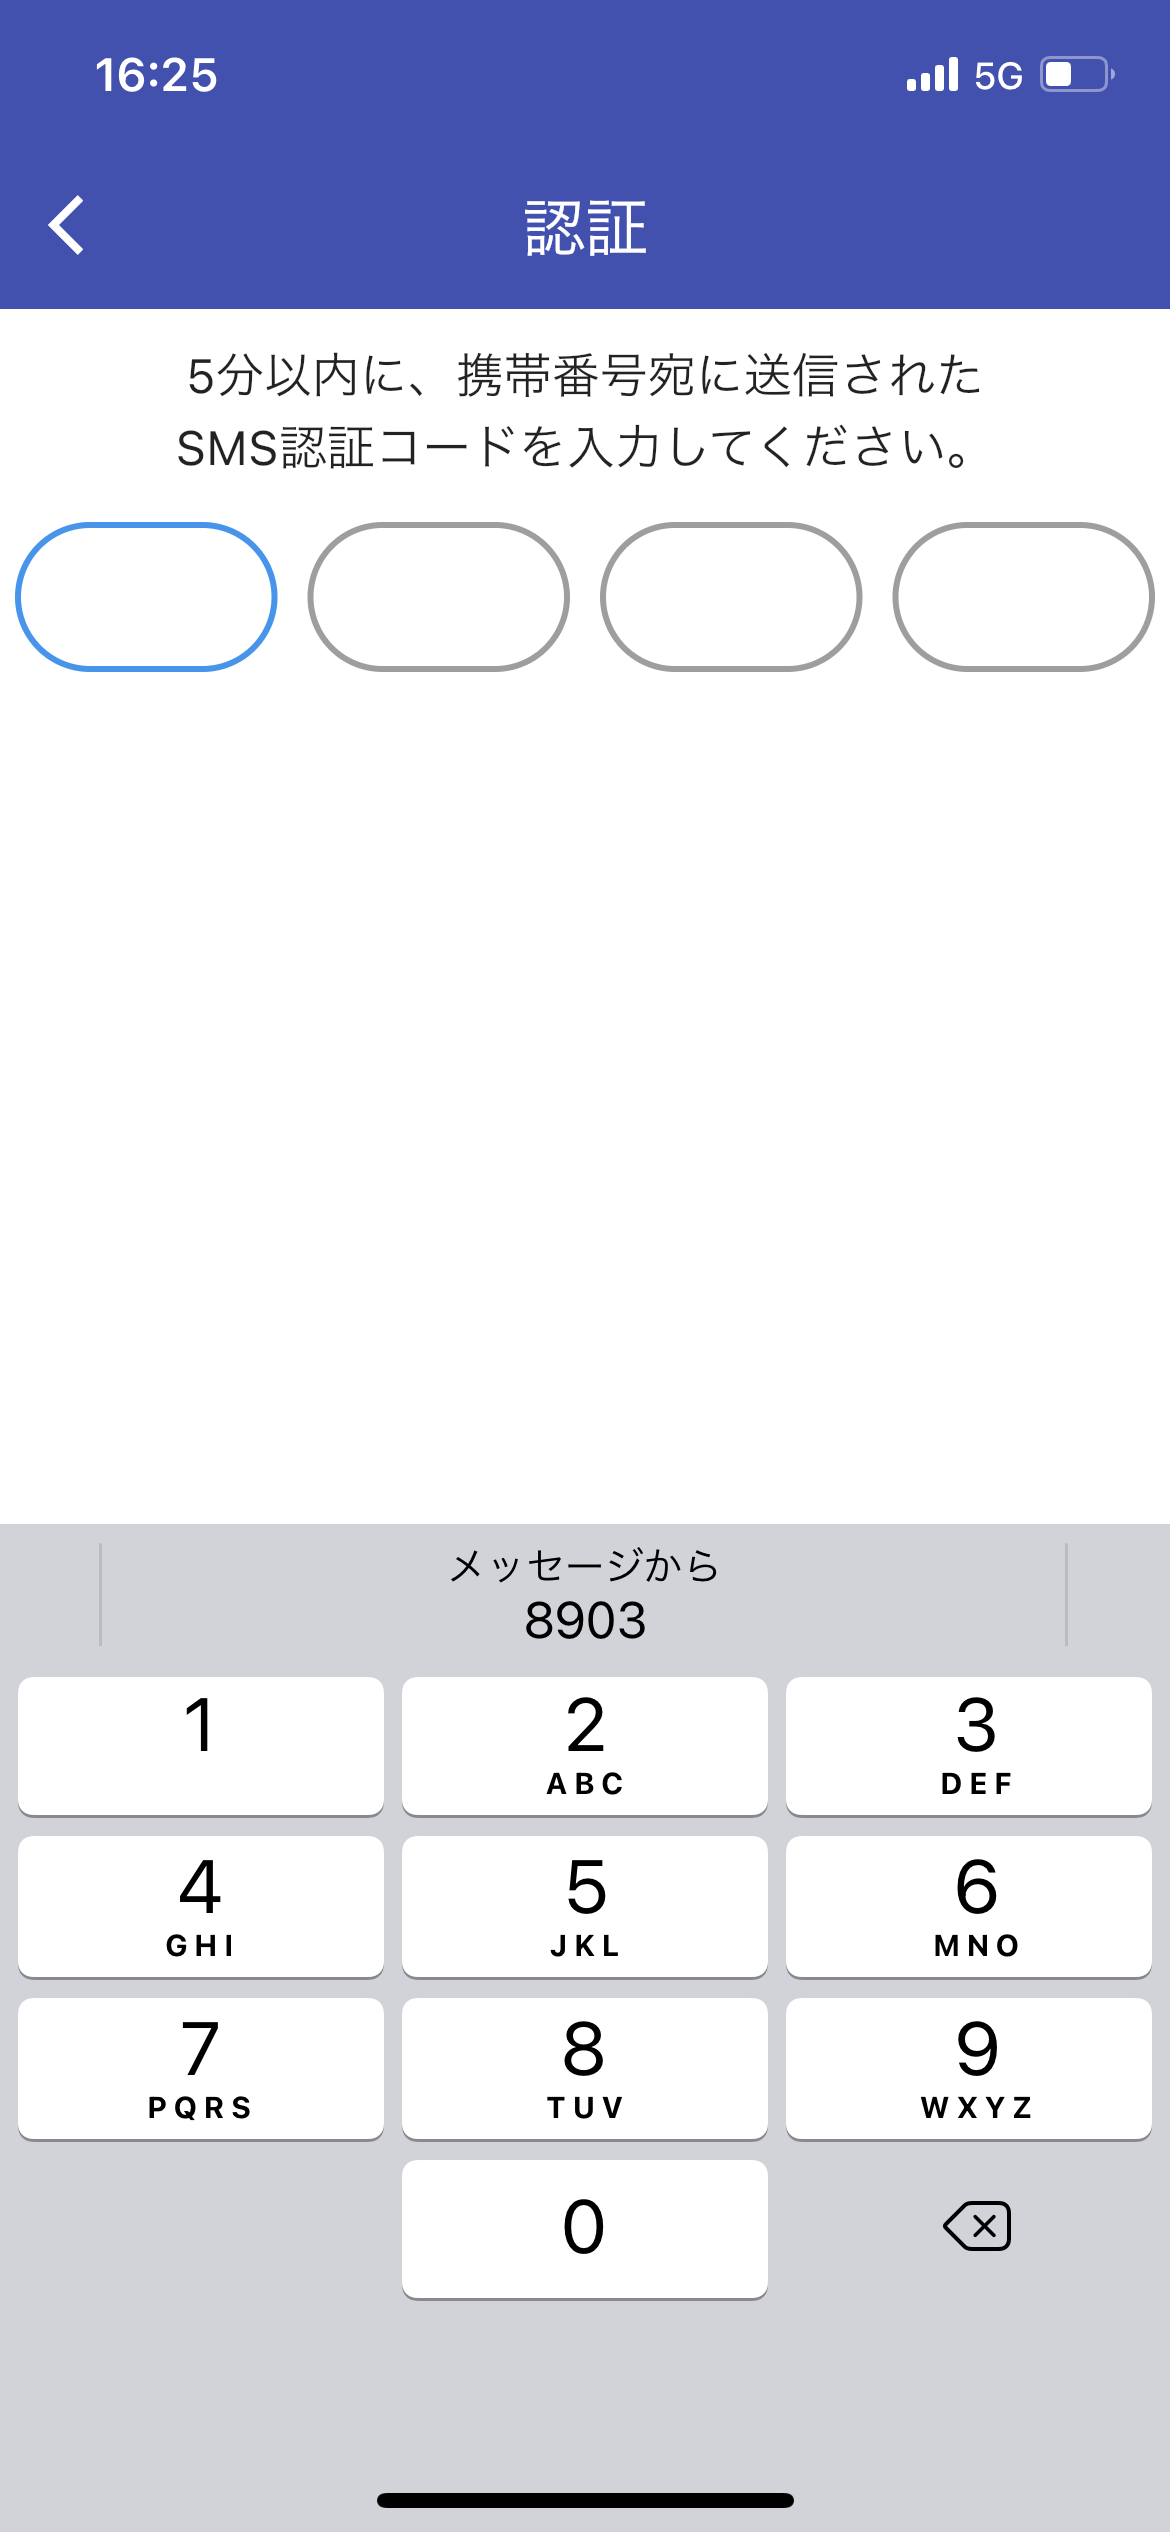 16:25
5G
認証
5分以内に、携帯番号宛に送信された
SMS認証コードを入力してください。
メッセージから
8903
1
2
ABC
3
DEF
4
GHI
5
JKL
6
MNO
7
PQRS
8
TUV
9
WXYZ
0